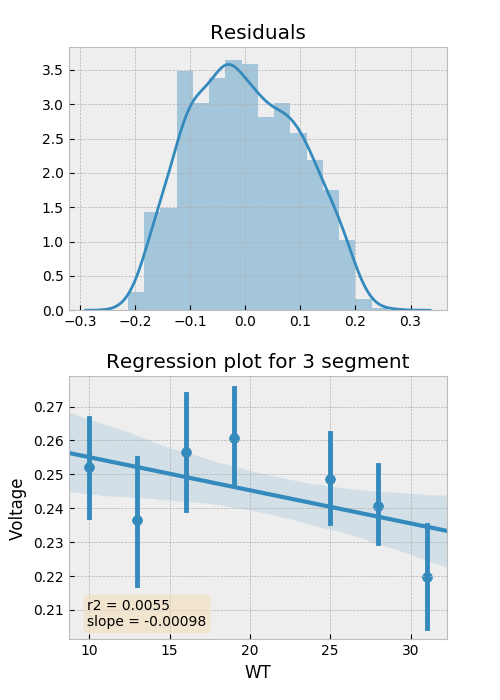 Residuals
3.5
3.0
2.5
2.0
1.5
1.0
0.5
0.0
−0.3 −0.2 −0.1 0.0 0.1 0.2 0.3
Regression plot for 3 segment
0.27
0.26
0.25
0.24
0.23
0.22
0.21
Voltage
r2 = 0.0055
slope = -0.00098
10 15 20 25 30
WT